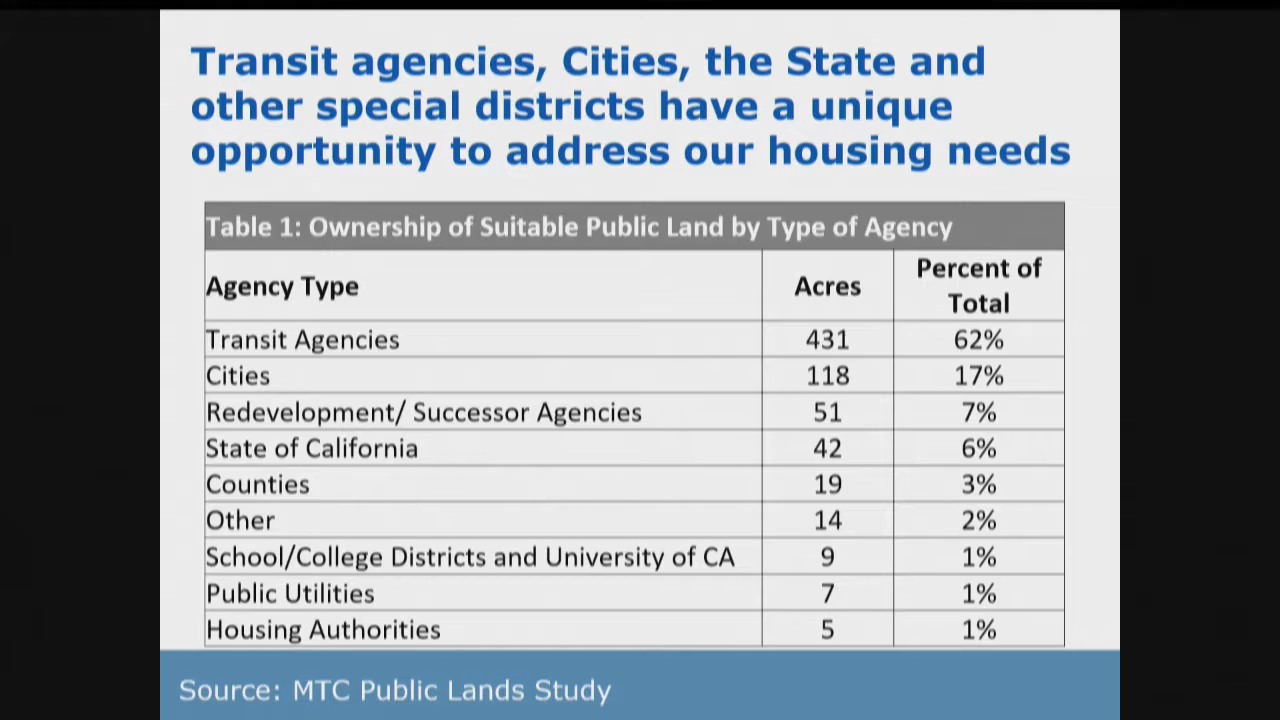 Transit agencies, Cities, the State and
other special districts have a unique
opportunity to address our housing needs
Table 1: Ownership of Suitable Public Land by Type of Agency
Agency Type Acres Percent of Total
Transit Agencies 431 62%
Cities 118 17%
Redevelopment/ Successor Agencies 51 7%
State of California 42 6%
Counties 19 3%
Other 14 2%
School/College Districts and University of CA 9 1%
Public Utilities 7 1%
Housing Authorities 5 1%
Source: MTC Public Lands Study